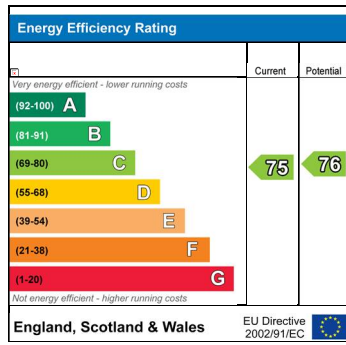 Energy Efficiency Rating
Current Potential
Very energy efficient - lower running costs
(92-100) A
(81-91) B
(69-80) C
75 76
(55-68) D
(39-54) E
(21-38) F
(1-20) G
Not energy efficient - higher running costs
England, Scotland & Wales
EU Directive
2002/91/EC